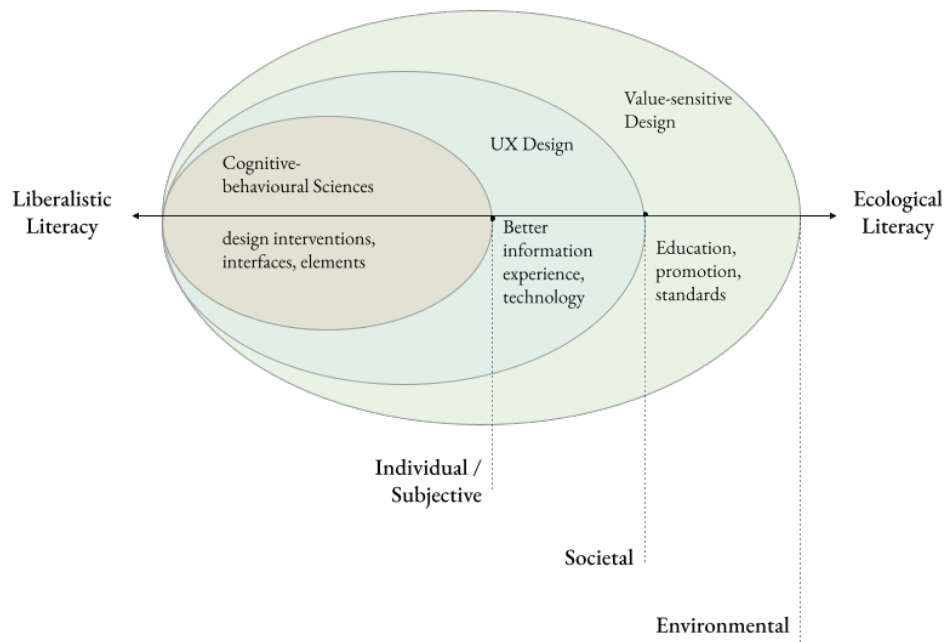 Value-sensitive
Design
UX Design
Cognitive-
behavioural Sciences
Liberalistic
Literacy
Ecological
Literacy
design interventions,
interfaces, elements
Better
information
experience,
technology
Education,
promotion,
standards
Individual /
Subjective
Societal
Environmental